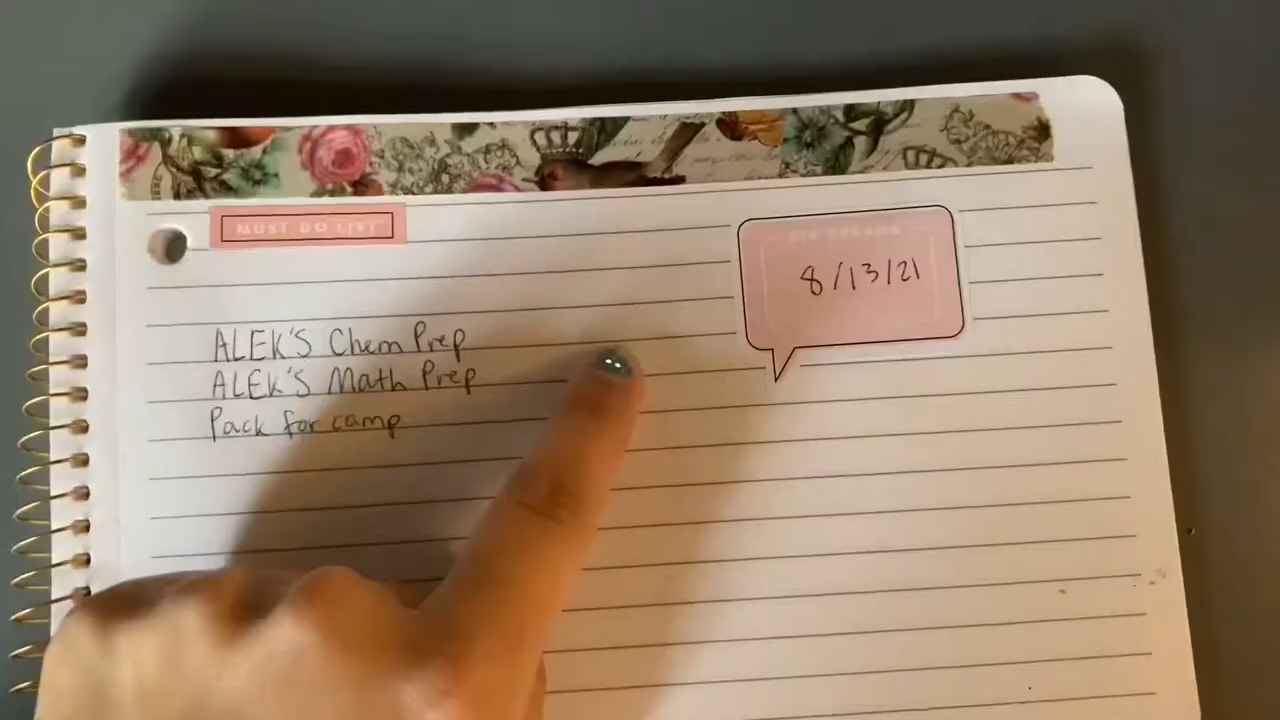 MUST DO LIST
8/13/21
ALEK'S Chem Prep
ALEK'S Math Prep
Pack for camp